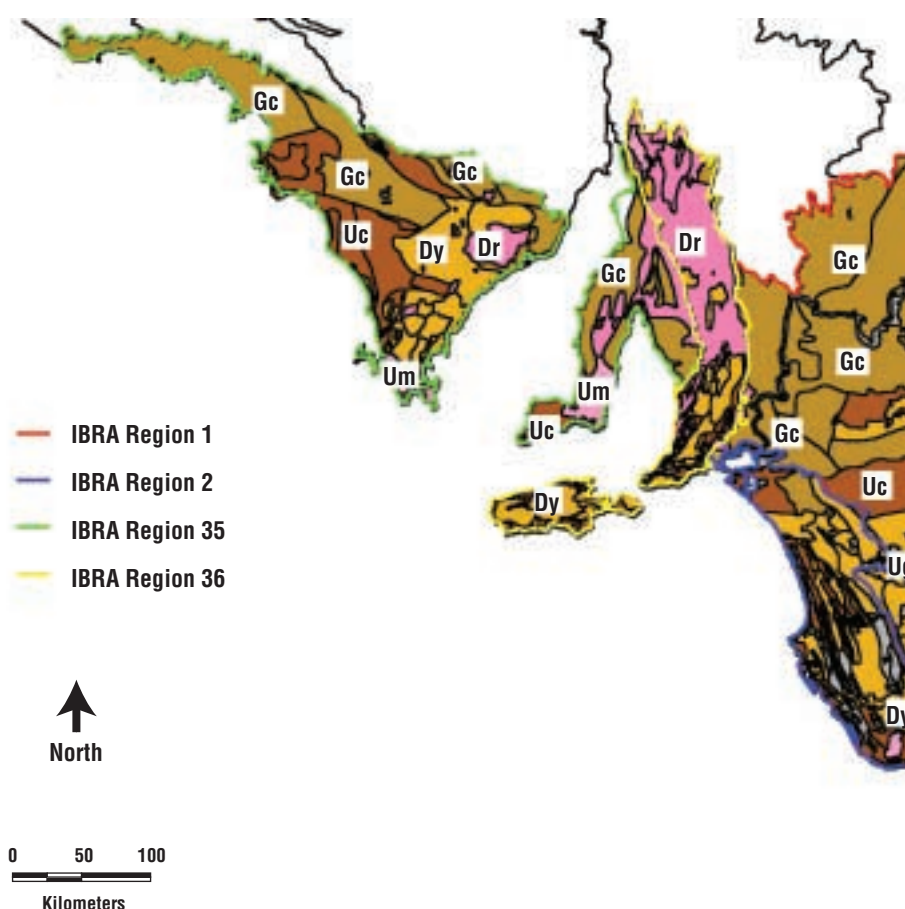 Gc
Gc
Gc
Uc
Dy
Dr
Um
Gc
Dr
Um
Uc
Dy
Gc
Gc
Gc
Uc
Dy
IBRA Region 1
IBRA Region 2
IBRA Region 35
IBRA Region 36
North
0 50 100
Kilometers